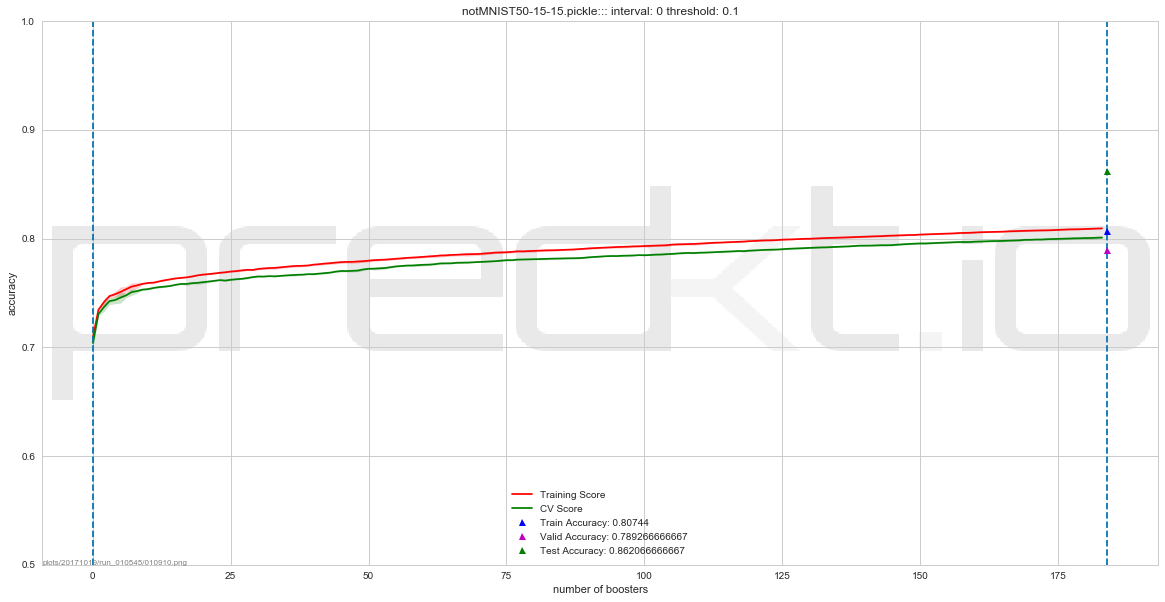 notMNIST50-15-15.pickle::: interval: 0 threshold: 0.1
1.0
0.9
0.8
0.7
0.6
0.5
accuracy
predkt.io
Training Score
CV Score
Train Accuracy: 0.80744
Valid Accuracy: 0.789266666667
Test Accuracy: 0.862066666667
0 25 50 75 100 125 150 175
number of boosters